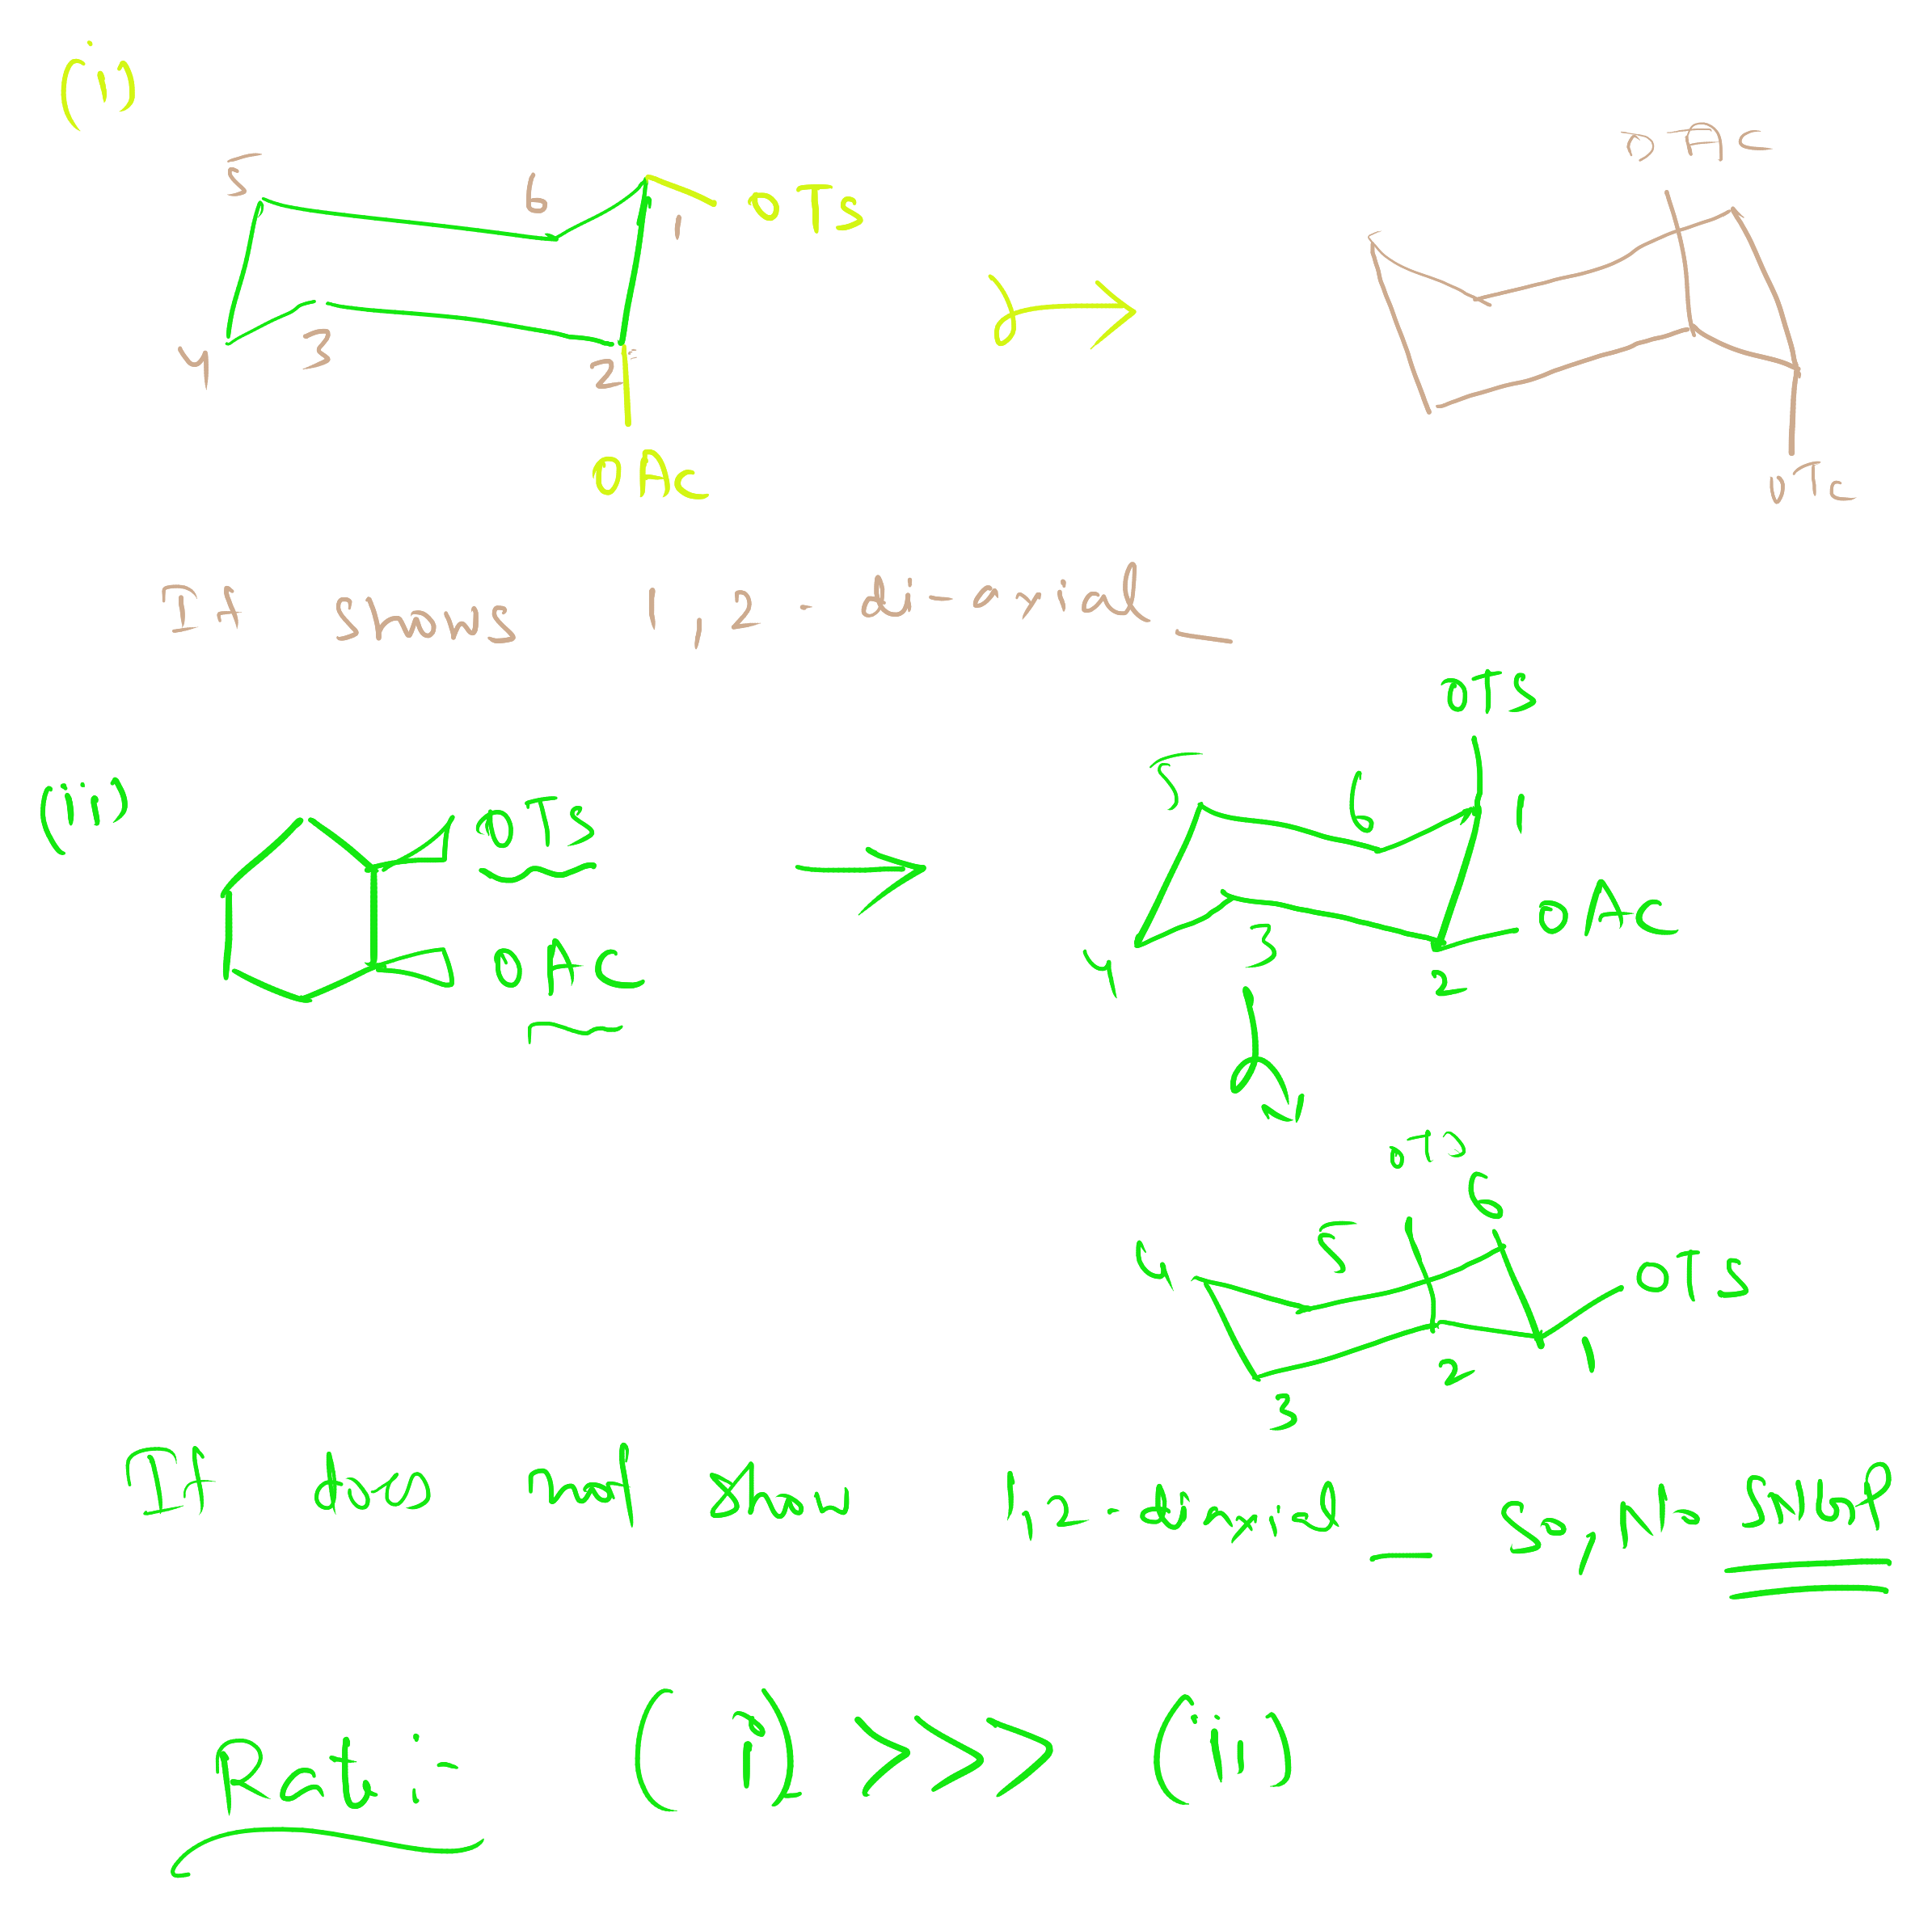 (i)
5 6 1 OTs
4 3 2
OAc
OAc
OTs
It shows 1,2-di-axial
(ii)
OTs
OAc
OTs
5 6 1
OAc
4 3 2
OTs
4 5 6 OTs
3 2 1
It does not show 1,2-diaxial so, No SNGP
Rate :-
(i) >>> (ii)